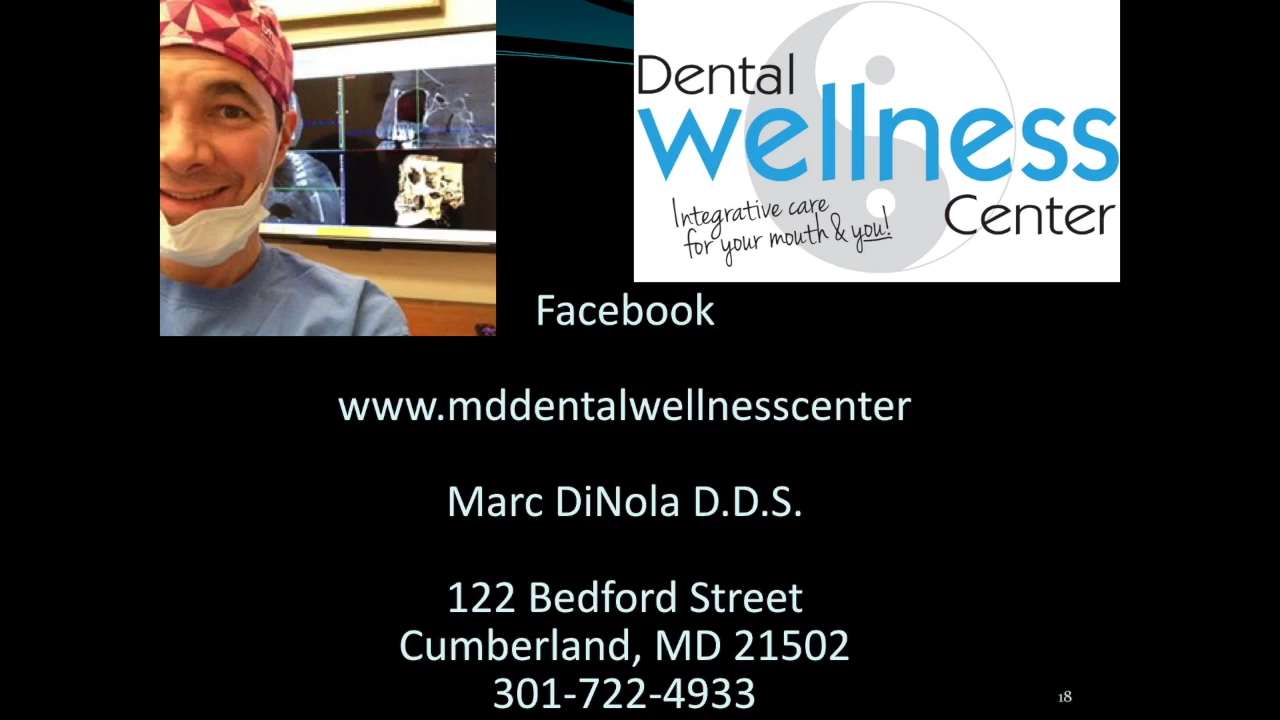 Dental
wellness
Center
Integrative care
for your mouth & you!
Facebook
www.mddentalwellnesscenter
Marc DiNola D.D.S.
122 Bedford Street
Cumberland, MD 21502
301-722-4933
18